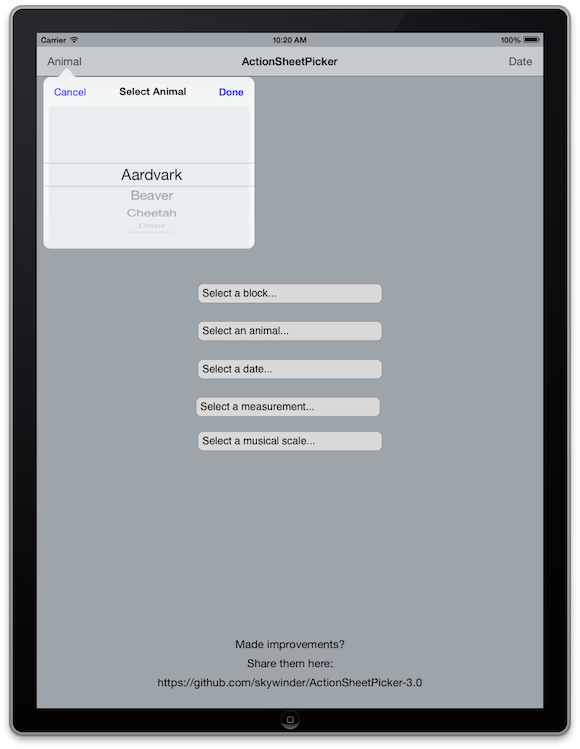 Carrier 10:20 AM 100%
Animal ActionSheetPicker Date
Cancel Select Animal Done
Aardvark
Beaver
Cheetah
Deer
Select a block...
Select an animal...
Select a date...
Select a measurement...
Select a musical scale...
Made improvements?
Share them here:
https://github.com/skywinder/ActionSheetPicker-3.0